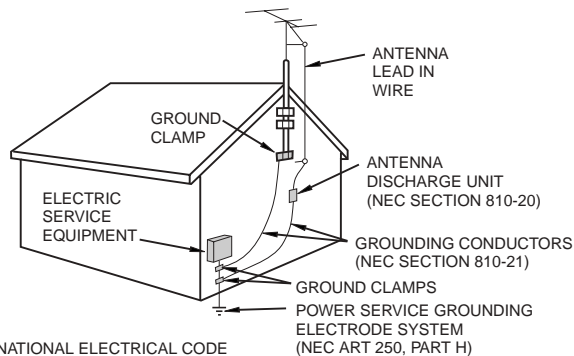 ANTENNA
LEAD IN
WIRE
GROUND
CLAMP
ANTENNA
DISCHARGE UNIT
(NEC SECTION 810-20)
ELECTRIC
SERVICE
EQUIPMENT
GROUNDING CONDUCTORS
(NEC SECTION 810-21)
GROUND CLAMPS
POWER SERVICE GROUNDING
ELECTRODE SYSTEM
(NEC ART 250, PART H)
NATIONAL ELECTRICAL CODE